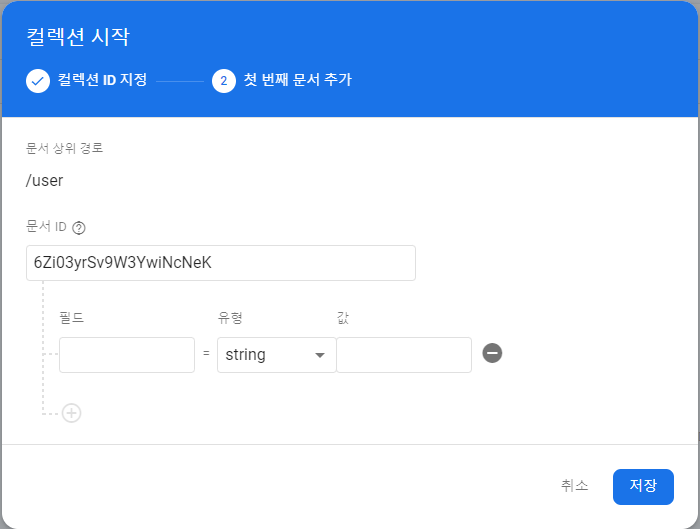 컬렉션 시작
컬렉션 ID 지정 2 첫 번째 문서 추가
문서 상위 경로
/user
문서 ID ?
6Zi03yrSv9W3YwiNcNeK
필드 유형 값
= string
취소 저장